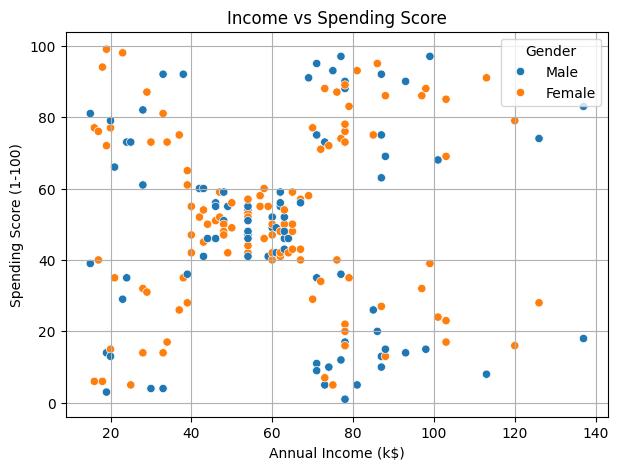 Income vs Spending Score
Gender
Male
Female
Spending Score (1-100)
100
80
60
40
20
0
20 40 60 80 100 120 140
Annual Income (k$)